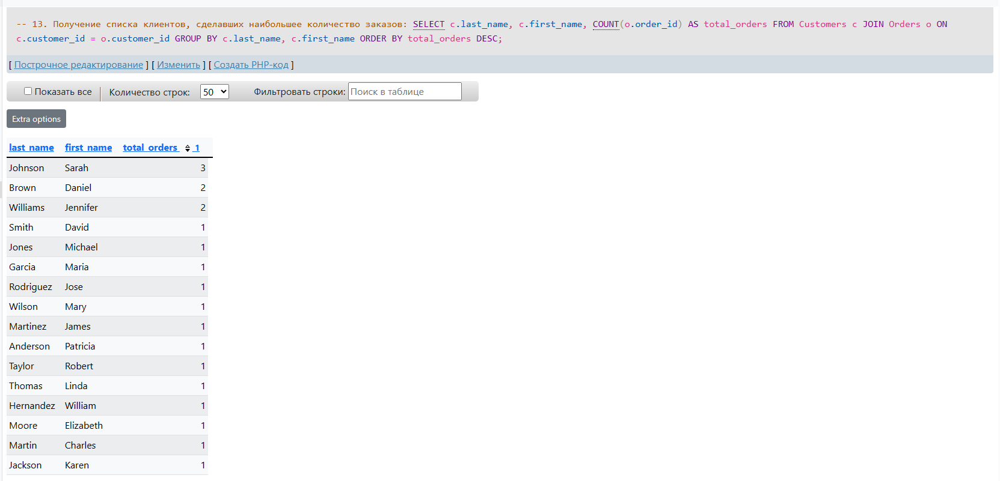 -- 13. Получение списка клиентов, сделавших наибольшее количество заказов: SELECT c.last_name, c.first_name, COUNT(o.order_id) AS total_orders FROM Customers c JOIN Orders o ON
c.customer_id = o.customer_id GROUP BY c.last_name, c.first_name ORDER BY total_orders DESC;
[ Построчное редактирование ] [ Изменить ] [ Создать PHP-код ]
Показать все Количество строк: 50 Фильтровать строки: Поиск в таблице
Extra options
last_name first_name total_orders 1
Johnson Sarah 3
Brown Daniel 2
Williams Jennifer 2
Smith David 1
Jones Michael 1
Garcia Maria 1
Rodriguez Jose 1
Wilson Mary 1
Martinez James 1
Anderson Patricia 1
Taylor Robert 1
Thomas Linda 1
Hernandez William 1
Moore Elizabeth 1
Martin Charles 1
Jackson Karen 1